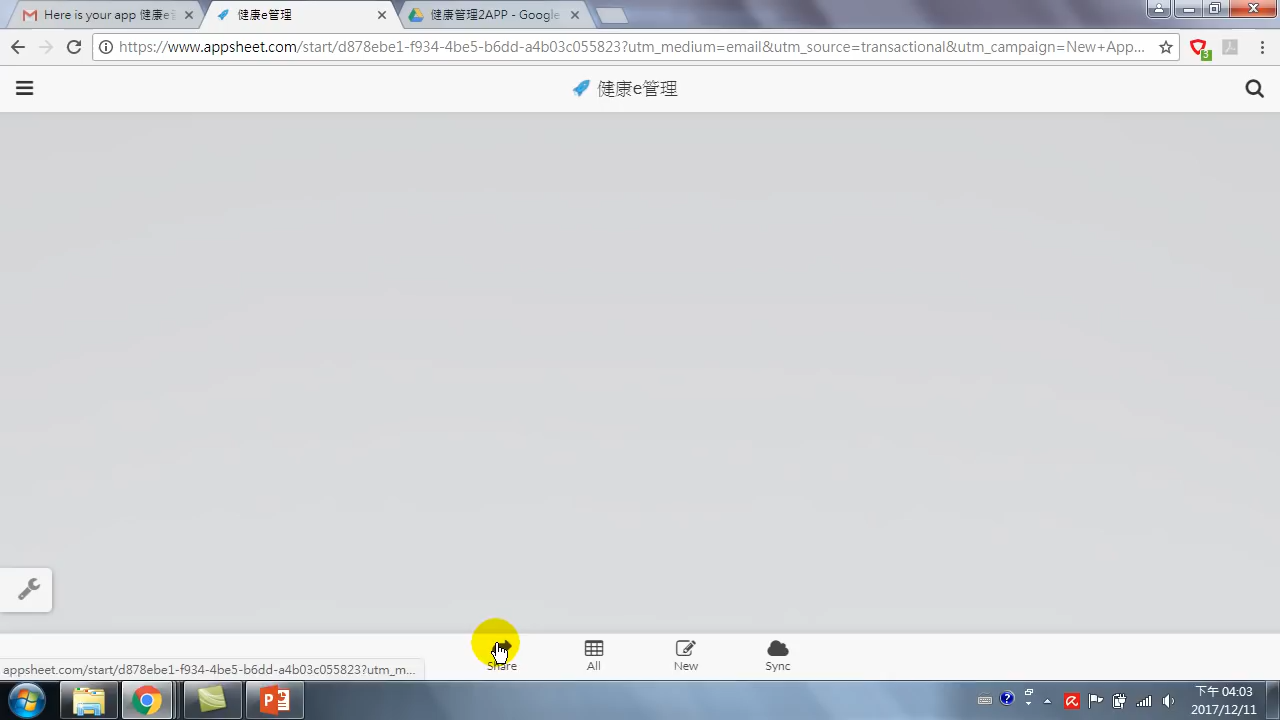 Here is your app 健康e
健康e管理
健康管理2APP - Google
https://www.appsheet.com/start/d878ebe1-f934-4be5-b6dd-a4b03c055823?utm_medium=email&utm_source=transactional&utm_campaign=New+App...
3
健康e管理
Share
All
New
Sync
appsheet.com/start/d878ebe1-f934-4be5-b6dd-a4b03c055823?utm_m...
下午 04:03
2017/12/11